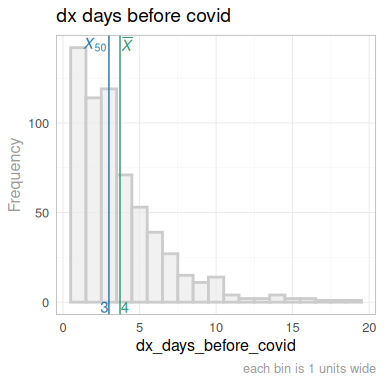 dx days before covid
X50 X̅
Frequency
100
50
0
3 4
0 5 10 15 20
dx_days_before_covid
each bin is 1 units wide